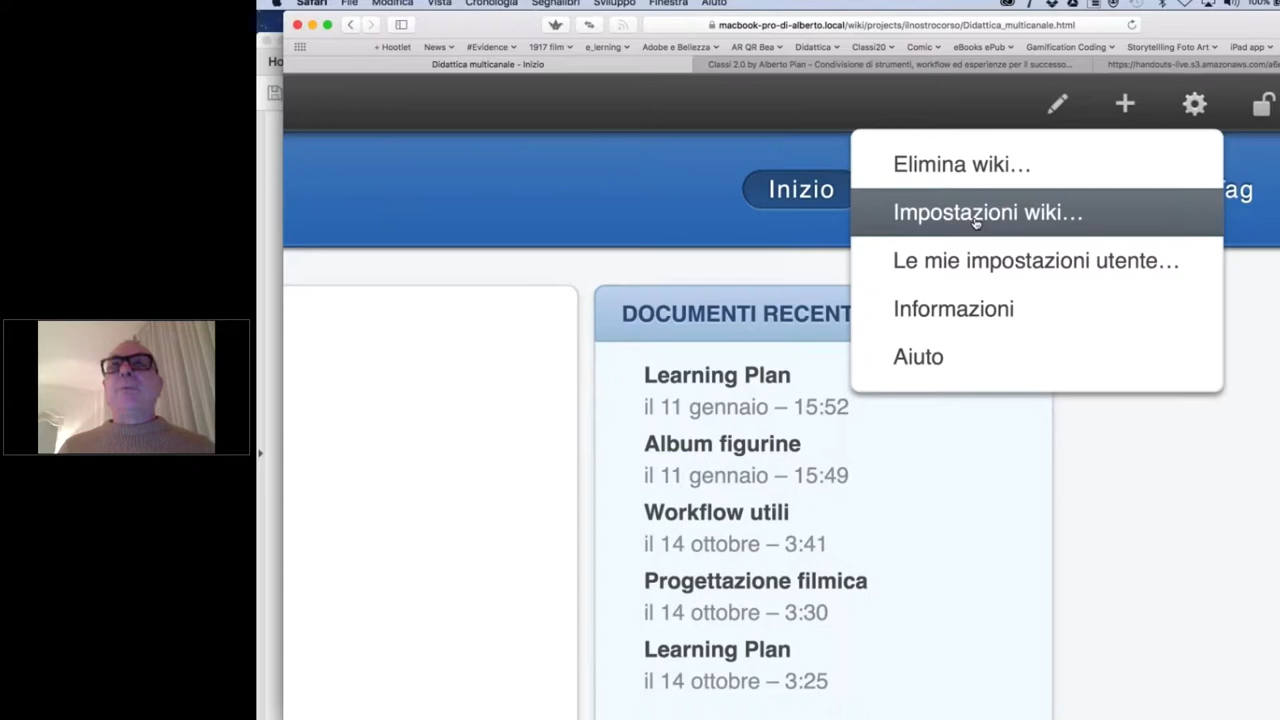 Safari File Modifica Vista Cronologia Segnalibri Sviluppo Finestra Aiuto 100%
macbook-pro-di-alberto.local/wiki/projects/ilnostrocorso/Didattica_multicanale.html
+ Hootlet News #Evidence 1917 film e_lerning Adobe e Bellezza AR QR Bea Didattica Classi20 Comic eBooks ePub Gamification Coding Storytelling Foto Art iPad app
Ho
Didattica multicanale - Inizio
Classi 2.0 by Alberto Pian – Condivisione di strumenti, workflow ed esperienze per il successo...
https://handouts-live.s3.amazonaws.com/a6
Inizio
ag
Elimina wiki…
Impostazioni wiki…
Le mie impostazioni utente…
Informazioni
Aiuto
DOCUMENTI RECENT
Learning Plan
il 11 gennaio – 15:52
Album figurine
il 11 gennaio – 15:49
Workflow utili
il 14 ottobre – 3:41
Progettazione filmica
il 14 ottobre – 3:30
Learning Plan
il 14 ottobre – 3:25